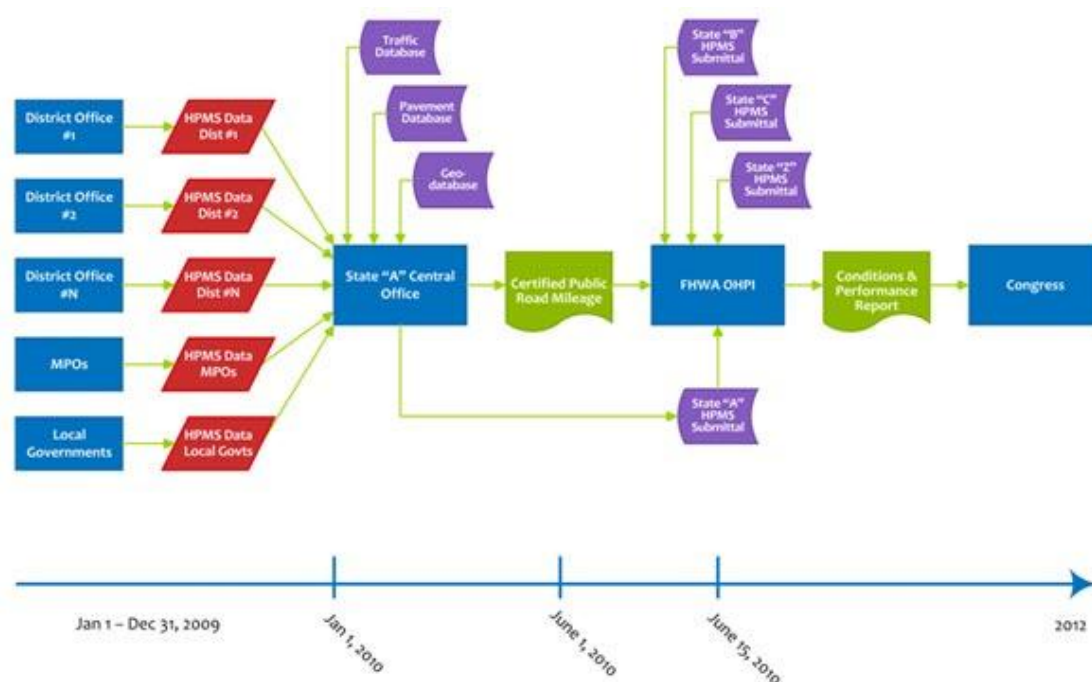 Traffic
Database
State "B"
HPMS
Submittal
Pavement
Database
State "C"
HPMS
Submittal
District Office
#1
HPMS Data
Dist #1
Geo-
database
State "Z"
HPMS
Submittal
District Office
#2
HPMS Data
Dist #2
District Office
#N
HPMS Data
Dist #N
State "A" Central
Office
Certified Public
Road Mileage
FHWA OHPI
Conditions &
Performance
Report
Congress
MPOs
HPMS Data
MPOs
Local
Governments
HPMS Data
Local Govts
State "A"
HPMS
Submittal
Jan 1 – Dec 31, 2009
Jan 1, 2010
June 1, 2010
June 15, 2010
2012